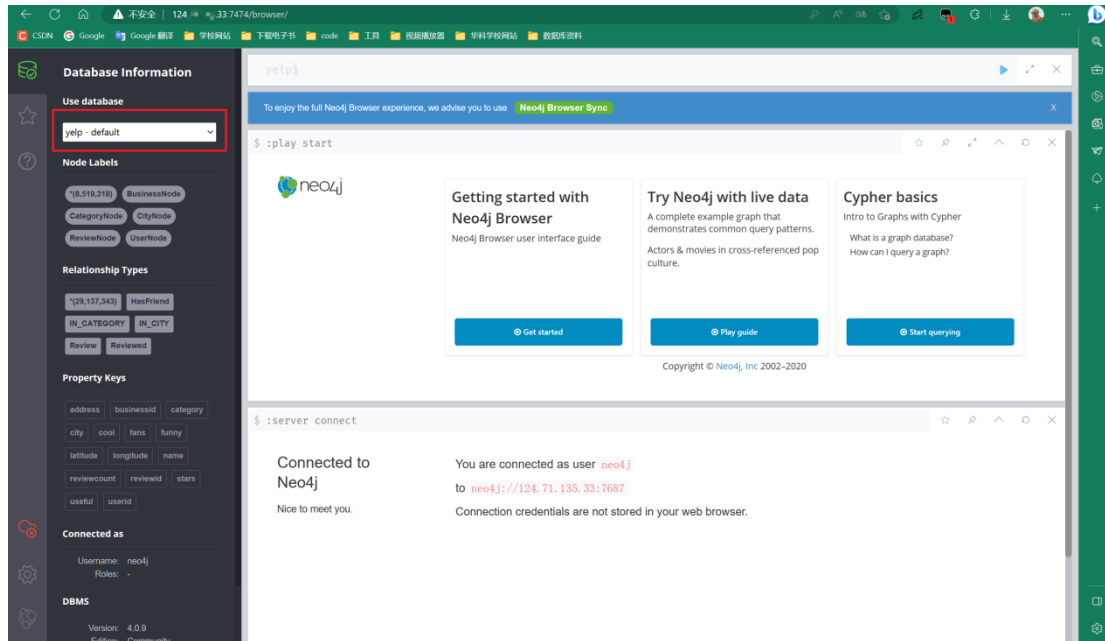 不安全 | 124 .33:7474/browser/
CSDN Google Google 翻译 学校网站 下载电子书 code 工具 视频播放器 华科学校网站 数据库资料
Database Information
Use database
yelp - default
Node Labels
*(8,519,318) BusinessNode
CategoryNode CityNode
ReviewNode UserNode
Relationship Types
*(29,137,343) HasFriend
IN_CATEGORY IN_CITY
Review Reviewed
Property Keys
address businessid category
city cool fans funny
latitude longitude name
reviewcount reviewid stars
useful userid
Connected as
Username: neo4j
Roles: -
DBMS
Version: 4.0.9
Edition: Community
yelp$
To enjoy the full Neo4j Browser experience, we advise you to use Neo4j Browser Sync
$ :play start
neo4j
Getting started with
Neo4j Browser
Neo4j Browser user interface guide
Get started
Try Neo4j with live data
A complete example graph that
demonstrates common query patterns.
Actors & movies in cross-referenced pop
culture.
Play guide
Cypher basics
Intro to Graphs with Cypher
What is a graph database?
How can I query a graph?
Start querying
Copyright © Neo4j, Inc 2002–2020
$ :server connect
Connected to
Neo4j
Nice to meet you.
You are connected as user neo4j
to neo4j://124.71.135.33:7687
Connection credentials are not stored in your web browser.